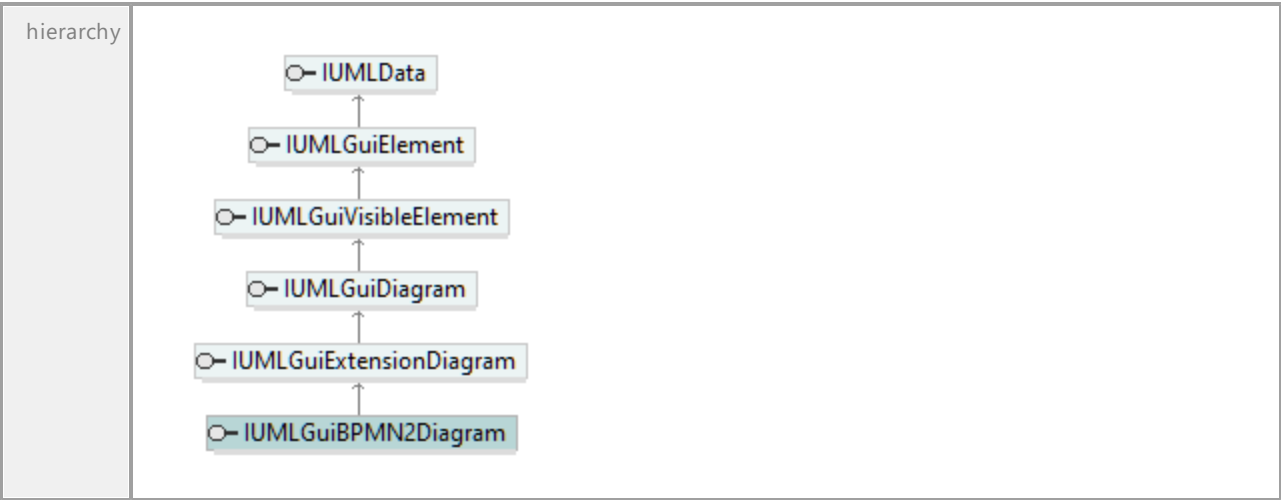 hierarchy
IUMLData
IUMLGuiElement
IUMLGuiVisibleElement
IUMLGuiDiagram
IUMLGuiExtensionDiagram
IUMLGuiBPMN2Diagram